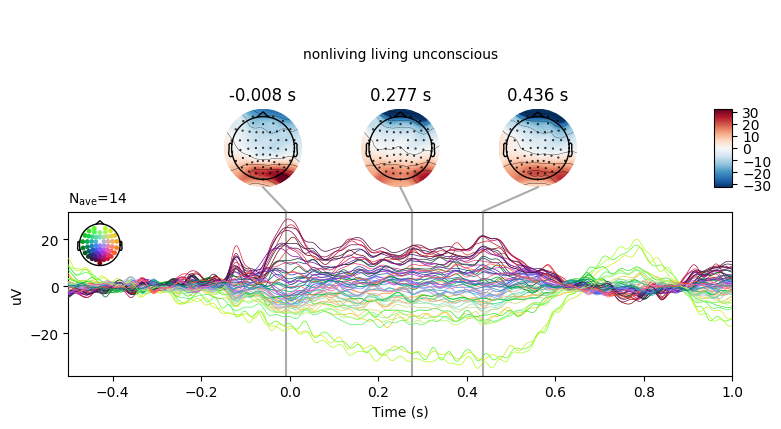 nonliving living unconscious
-0.008 s 0.277 s 0.436 s
30
20
10
0
−10
−20
−30
Nave=14
20
0
−20
uV
−0.4 −0.2 0.0 0.2 0.4 0.6 0.8 1.0
Time (s)